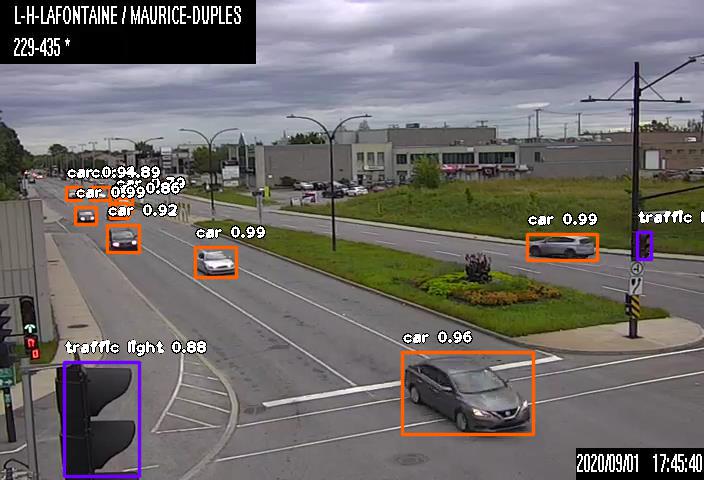 L-H-LAFONTAINE / MAURICE-DUPLES
229-435 *
car 0.99
car 0.92
car 0.99
car 0.99
traffic l
car 0.96
traffic light 0.88
2020/09/01 17:45:40